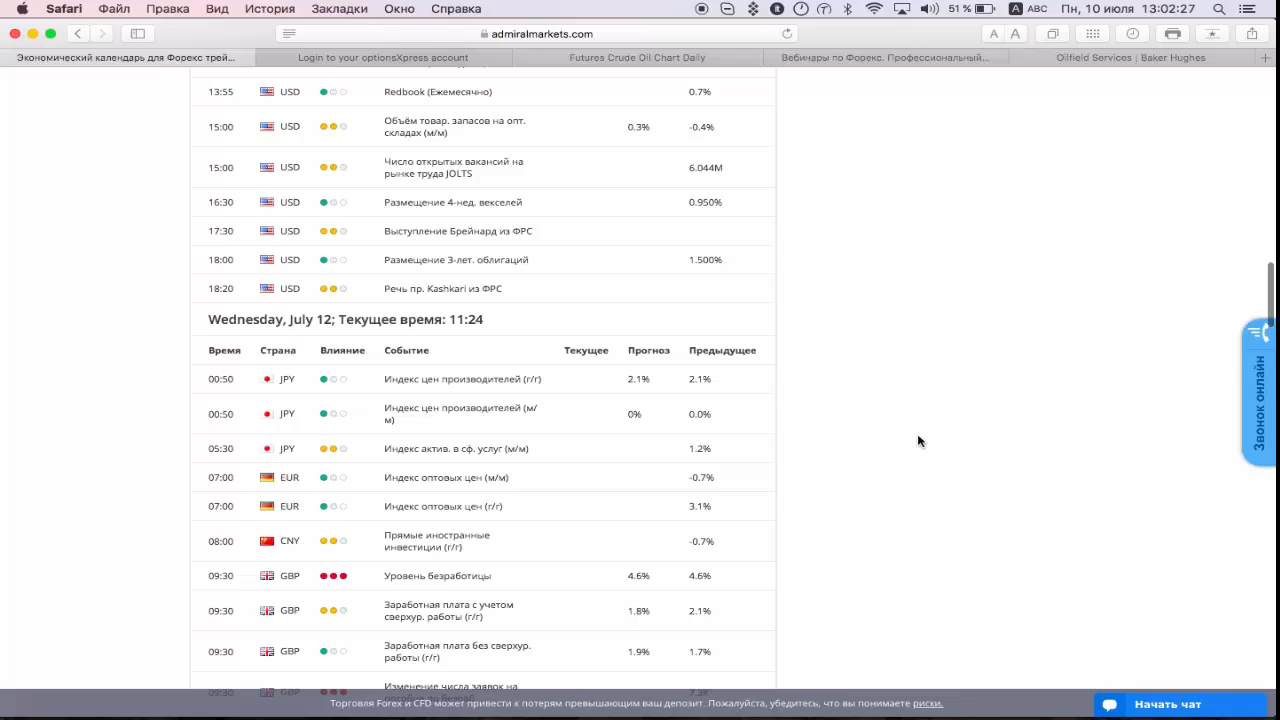 Safari Файл Правка Вид История Закладки Окно Справка 51 % A ABC Пн, 10 июля 13:02:27
admiralmarkets.com
Экономический календарь для Форекс трей... Login to your optionsXpress account Futures Crude Oil Chart Daily Вебинары по Форекс. Профессиональный... Oilfield Services | Baker Hughes
13:55 USD Redbook (Ежемесячно) 0.7%
15:00 USD Объём товар. запасов на опт. 0.3% -0.4%
складах (м/м)
15:00 USD Число открытых вакансий на 6.044M
рынке труда JOLTS
16:30 USD Размещение 4-нед. векселей 0.950%
17:30 USD Выступление Брейнард из ФРС
18:00 USD Размещение 3-лет. облигаций 1.500%
18:20 USD Речь пр. Kashkari из ФРС
Wednesday, July 12; Текущее время: 11:24
Время Страна Влияние Событие Текущее Прогноз Предыдущее
00:50 JPY Индекс цен производителей (г/г) 2.1% 2.1%
00:50 JPY Индекс цен производителей (м/ 0% 0.0%
м)
05:30 JPY Индекс актив. в сф. услуг (м/м) 1.2%
07:00 EUR Индекс оптовых цен (м/м) -0.7%
07:00 EUR Индекс оптовых цен (г/г) 3.1%
08:00 CNY Прямые иностранные -0.7%
инвестиции (г/г)
09:30 GBP Уровень безработицы 4.6% 4.6%
09:30 GBP Заработная плата с учетом 1.8% 2.1%
сверхур. работы (г/г)
09:30 GBP Заработная плата без сверхур. 1.9% 1.7%
работы (г/г)
09:30 GBP Изменение числа заявок на 7.3K
Торговля Forex и CFD может привести к потерям превышающим ваш депозит. Пожалуйста, убедитесь, что вы понимаете риски.
Звонок онлайн
Начать чат